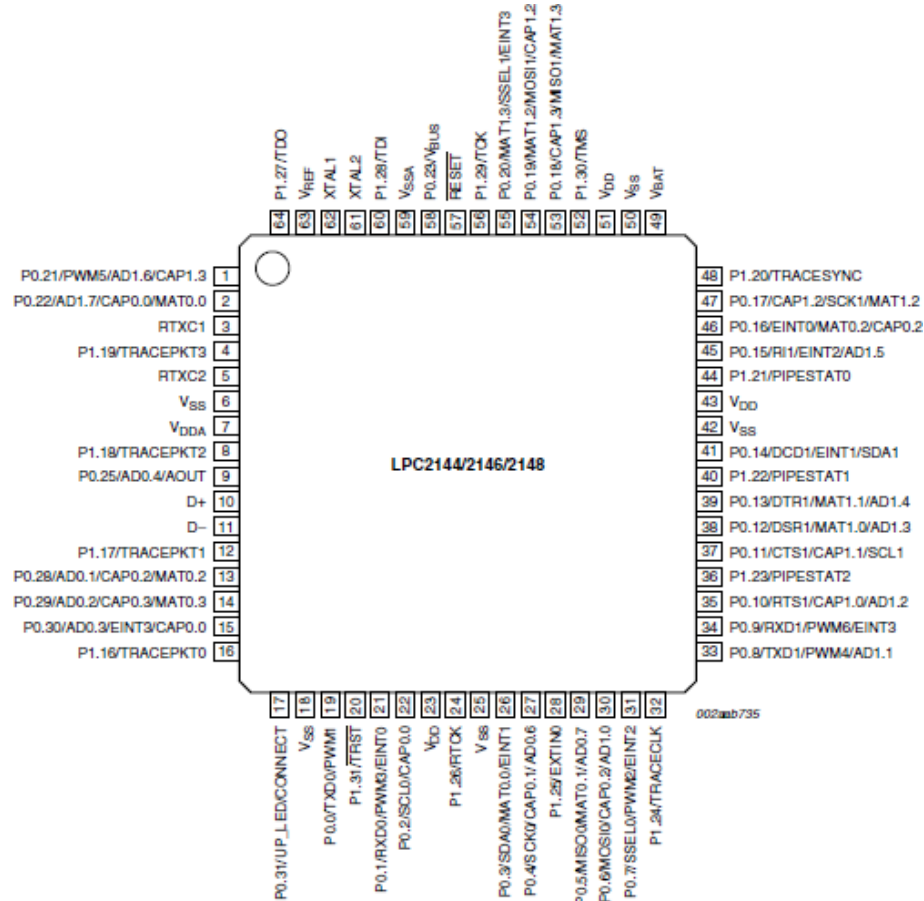 P1.27/TDO
VREF
XTAL1
XTAL2
P1.28/TDI
VSSA
P0.23/VBUS
RESET
P1.29/TCK
P0.20/MAT1.3/SSEL1/EINT3
P0.19/MAT1.2/MOSI1/CAP1.2
P0.18/CAP1.3/MISO1/MAT1.3
P1.30/TMS
VDD
VSS
VBAT
64 63 62 61 60 59 58 57 56 55 54 53 52 51 50 49
P0.21/PWM5/AD1.6/CAP1.3 1
P0.22/AD1.7/CAP0.0/MAT0.0 2
RTXC1 3
P1.19/TRACEPKT3 4
RTXC2 5
VSS 6
VDDA 7
P1.18/TRACEPKT2 8
P0.25/AD0.4/AOUT 9
D+ 10
D− 11
P1.17/TRACEPKT1 12
P0.28/AD0.1/CAP0.2/MAT0.2 13
P0.29/AD0.2/CAP0.3/MAT0.3 14
P0.30/AD0.3/EINT3/CAP0.0 15
P1.16/TRACEPKT0 16
LPC2144/2146/2148
48 P1.20/TRACESYNC
47 P0.17/CAP1.2/SCK1/MAT1.2
46 P0.16/EINT0/MAT0.2/CAP0.2
45 P0.15/RI1/EINT2/AD1.5
44 P1.21/PIPESTAT0
43 VDD
42 VSS
41 P0.14/DCD1/EINT1/SDA1
40 P1.22/PIPESTAT1
39 P0.13/DTR1/MAT1.1/AD1.4
38 P0.12/DSR1/MAT1.0/AD1.3
37 P0.11/CTS1/CAP1.1/SCL1
36 P1.23/PIPESTAT2
35 P0.10/RTS1/CAP1.0/AD1.2
34 P0.9/RXD1/PWM6/EINT3
33 P0.8/TXD1/PWM4/AD1.1
17 18 19 20 21 22 23 24 25 26 27 28 29 30 31 32
P0.31/UP_LED/CONNECT
VSS
P0.0/TXD0/PWM1
P1.31/TRST
P0.1/RXD0/PWM3/EINT0
P0.2/SCL0/CAP0.0
VDD
P1.26/RTCK
VSS
P0.3/SDA0/MAT0.0/EINT1
P0.4/SCK0/CAP0.1/AD0.6
P1.25/EXTIN0
P0.5/MISO0/MAT0.1/AD0.7
P0.6/MOSI0/CAP0.2/AD1.0
P0.7/SSEL0/PWM2/EINT2
P1.24/TRACECLK
002aab735